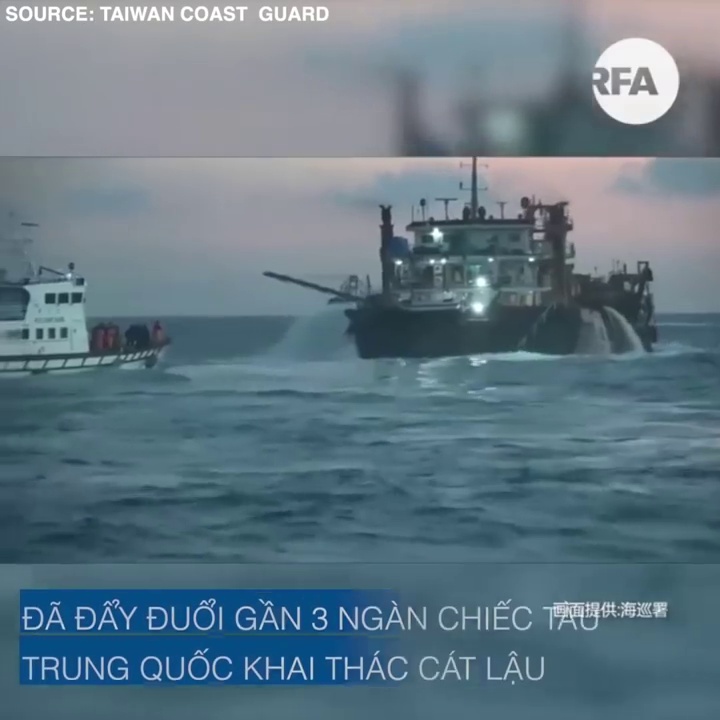 SOURCE: TAIWAN COAST GUARD
RFA
ĐÃ ĐẨY ĐUỔI GẦN 3 NGÀN CHIẾC TÀU
畫面提供:海巡署
TRUNG QUỐC KHAI THÁC CÁT LẬU